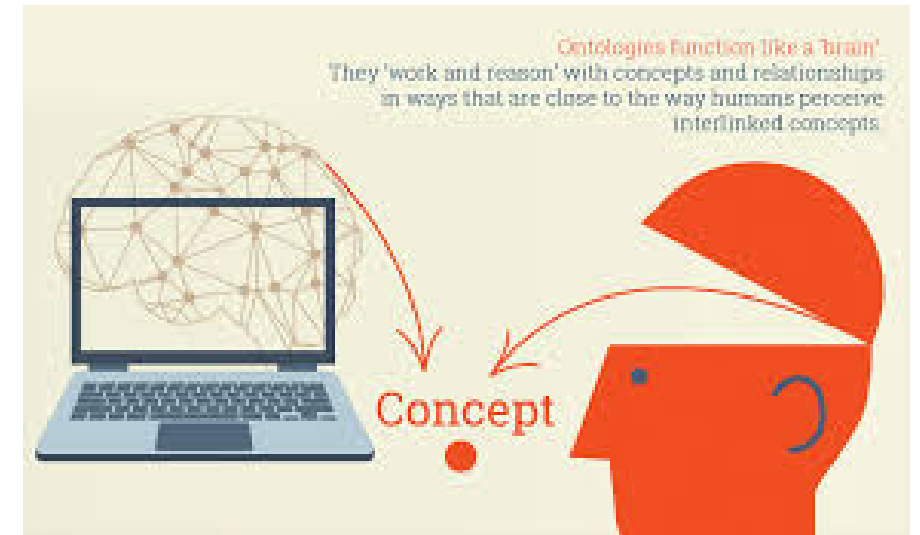 Ontologies function like a 'brain'
They 'work and reason' with concepts and relationships
in ways that are close to the way humans perceive
interlinked concepts.
Concept